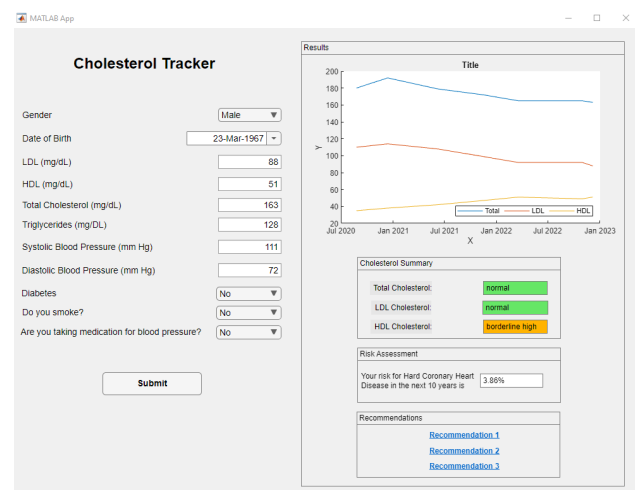 MATLAB App
Cholesterol Tracker
Gender Male
Date of Birth 23-Mar-1967
LDL (mg/dL) 88
HDL (mg/dL) 51
Total Cholesterol (mg/dL) 163
Triglycerides (mg/DL) 128
Systolic Blood Pressure (mm Hg) 111
Diastolic Blood Pressure (mm Hg) 72
Diabetes No
Do you smoke? No
Are you taking medication for blood pressure? No
Submit
Results
Title
200
180
160
140
120
100
80
60
40
20
Y
Total LDL HDL
Jul 2020 Jan 2021 Jul 2021 Jan 2022 Jul 2022 Jan 2023
X
Cholesterol Summary
Total Cholesterol: normal
LDL Cholesterol: normal
HDL Cholesterol: borderline high
Risk Assessment
Your risk for Hard Coronary Heart
Disease in the next 10 years is 3.86%
Recommendations
Recommendation 1
Recommendation 2
Recommendation 3